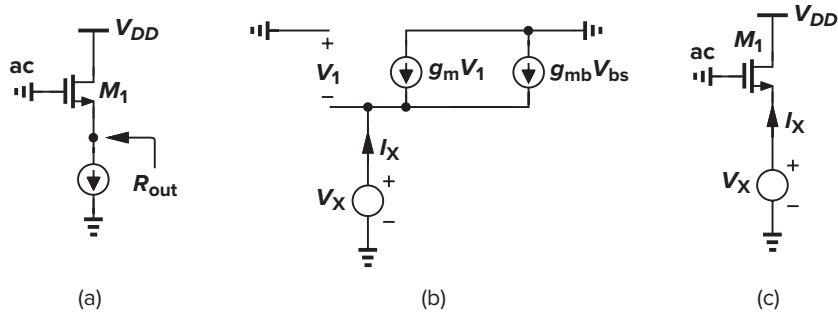 V_DD
ac
M_1
R_out
(a)
+
V_1
−
g_mV_1
g_mbV_bs
I_X
V_X
+
−
(b)
V_DD
M_1
ac
I_X
V_X
+
−
(c)